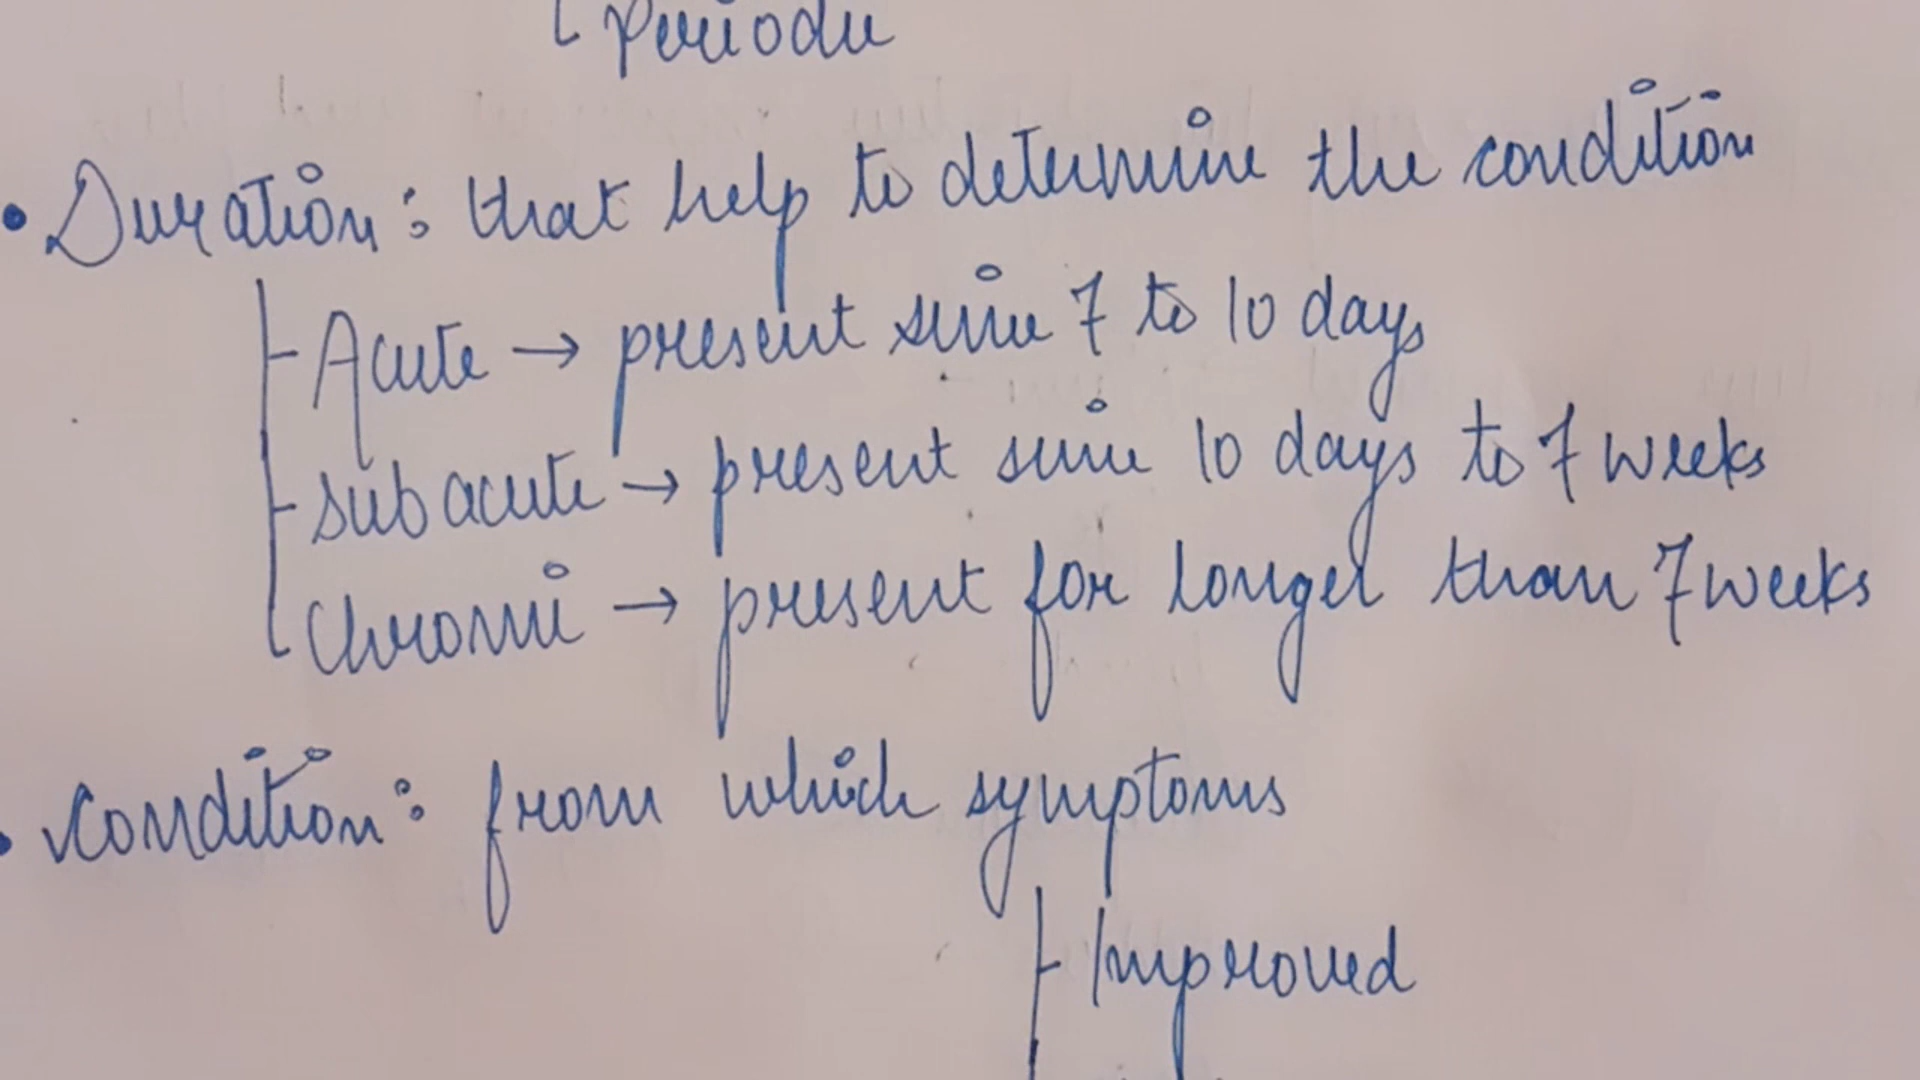 Periodic
• Duration : that help to determine the condition
Acute → present since 7 to 10 days
subacute → present since 10 days to 7 weeks
Chronic → present for longer than 7 weeks
• Condition : from which symptoms
Improved